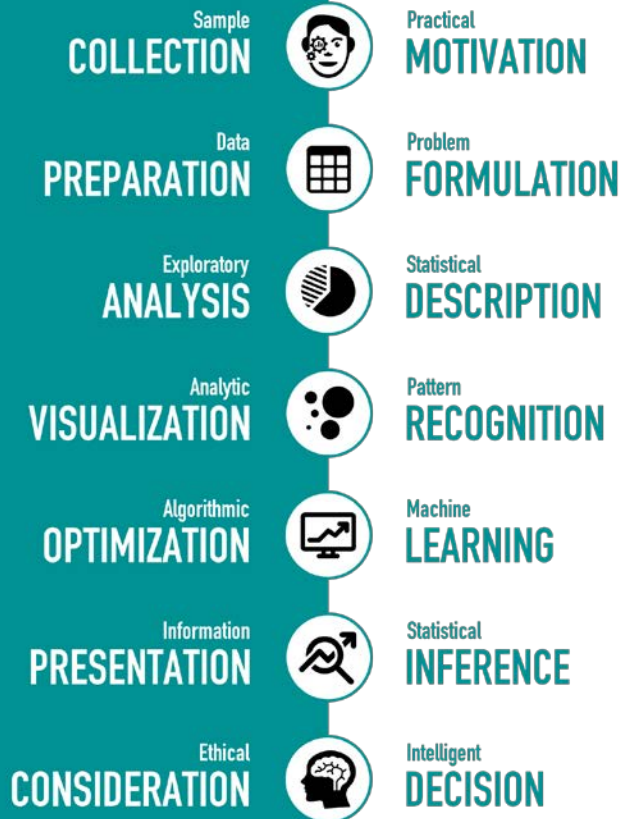 Sample
COLLECTION
Practical
MOTIVATION
Data
PREPARATION
Problem
FORMULATION
Exploratory
ANALYSIS
Statistical
DESCRIPTION
Analytic
VISUALIZATION
Pattern
RECOGNITION
Algorithmic
OPTIMIZATION
Machine
LEARNING
Information
PRESENTATION
Statistical
INFERENCE
Ethical
CONSIDERATION
Intelligent
DECISION